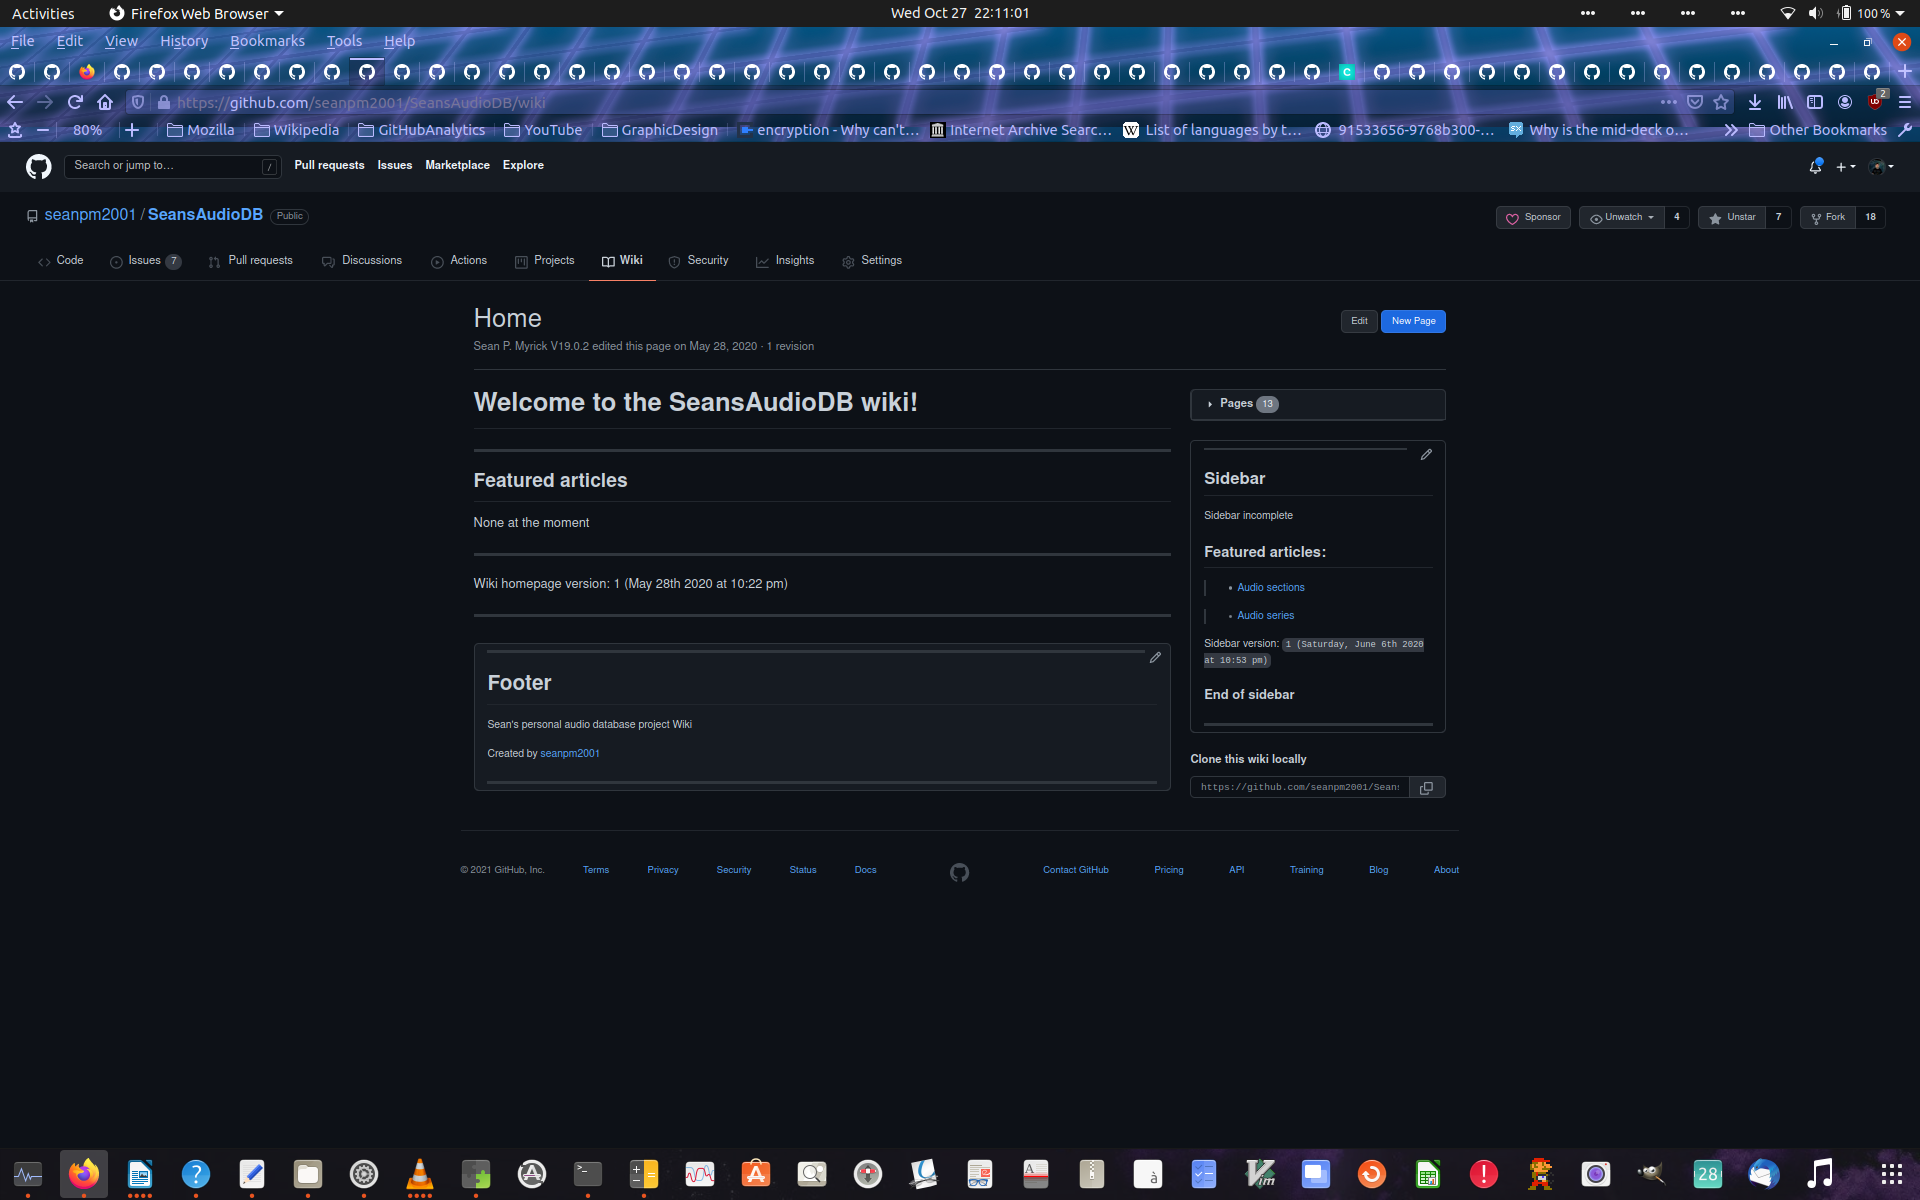 Activities
Firefox Web Browser
Wed Oct 27 22:11:01
100 %
File Edit View History Bookmarks Tools Help
https://github.com/seanpm2001/SeansAudioDB/wiki
2
80%
Mozilla
Wikipedia
GitHubAnalytics
YouTube
GraphicDesign
encryption - Why can't…
Internet Archive Searc…
List of languages by t…
91533656-9768b300-…
Why is the mid-deck o…
Other Bookmarks
Search or jump to…
/
Pull requests Issues Marketplace Explore
seanpm2001 / SeansAudioDB Public
Sponsor
Unwatch 4
Unstar 7
Fork 18
Code
Issues 7
Pull requests
Discussions
Actions
Projects
Wiki
Security
Insights
Settings
Home
Edit
New Page
Sean P. Myrick V19.0.2 edited this page on May 28, 2020 · 1 revision
Welcome to the SeansAudioDB wiki!
Featured articles
None at the moment
Wiki homepage version: 1 (May 28th 2020 at 10:22 pm)
Footer
Sean's personal audio database project Wiki
Created by seanpm2001
Pages 13
Sidebar
Sidebar incomplete
Featured articles:
• Audio sections
• Audio series
Sidebar version: 1 (Saturday, June 6th 2020
at 10:53 pm)
End of sidebar
Clone this wiki locally
https://github.com/seanpm2001/Seans
© 2021 GitHub, Inc. Terms Privacy Security Status Docs Contact GitHub Pricing API Training Blog About
28